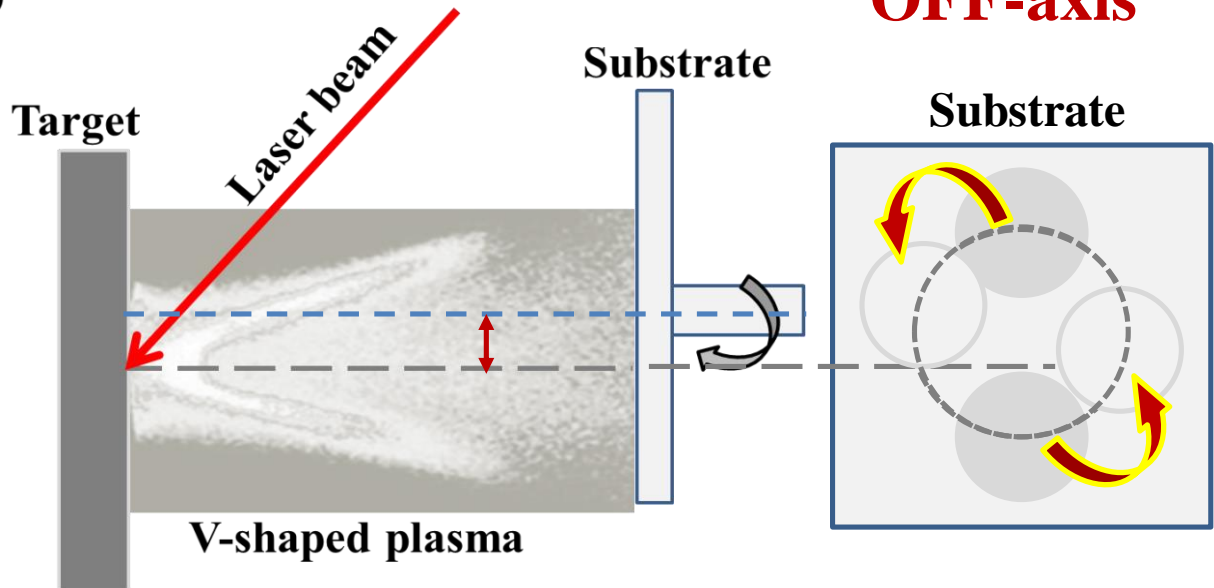 OFF-axis
Substrate
Laser beam
Target
Substrate
V-shaped plasma